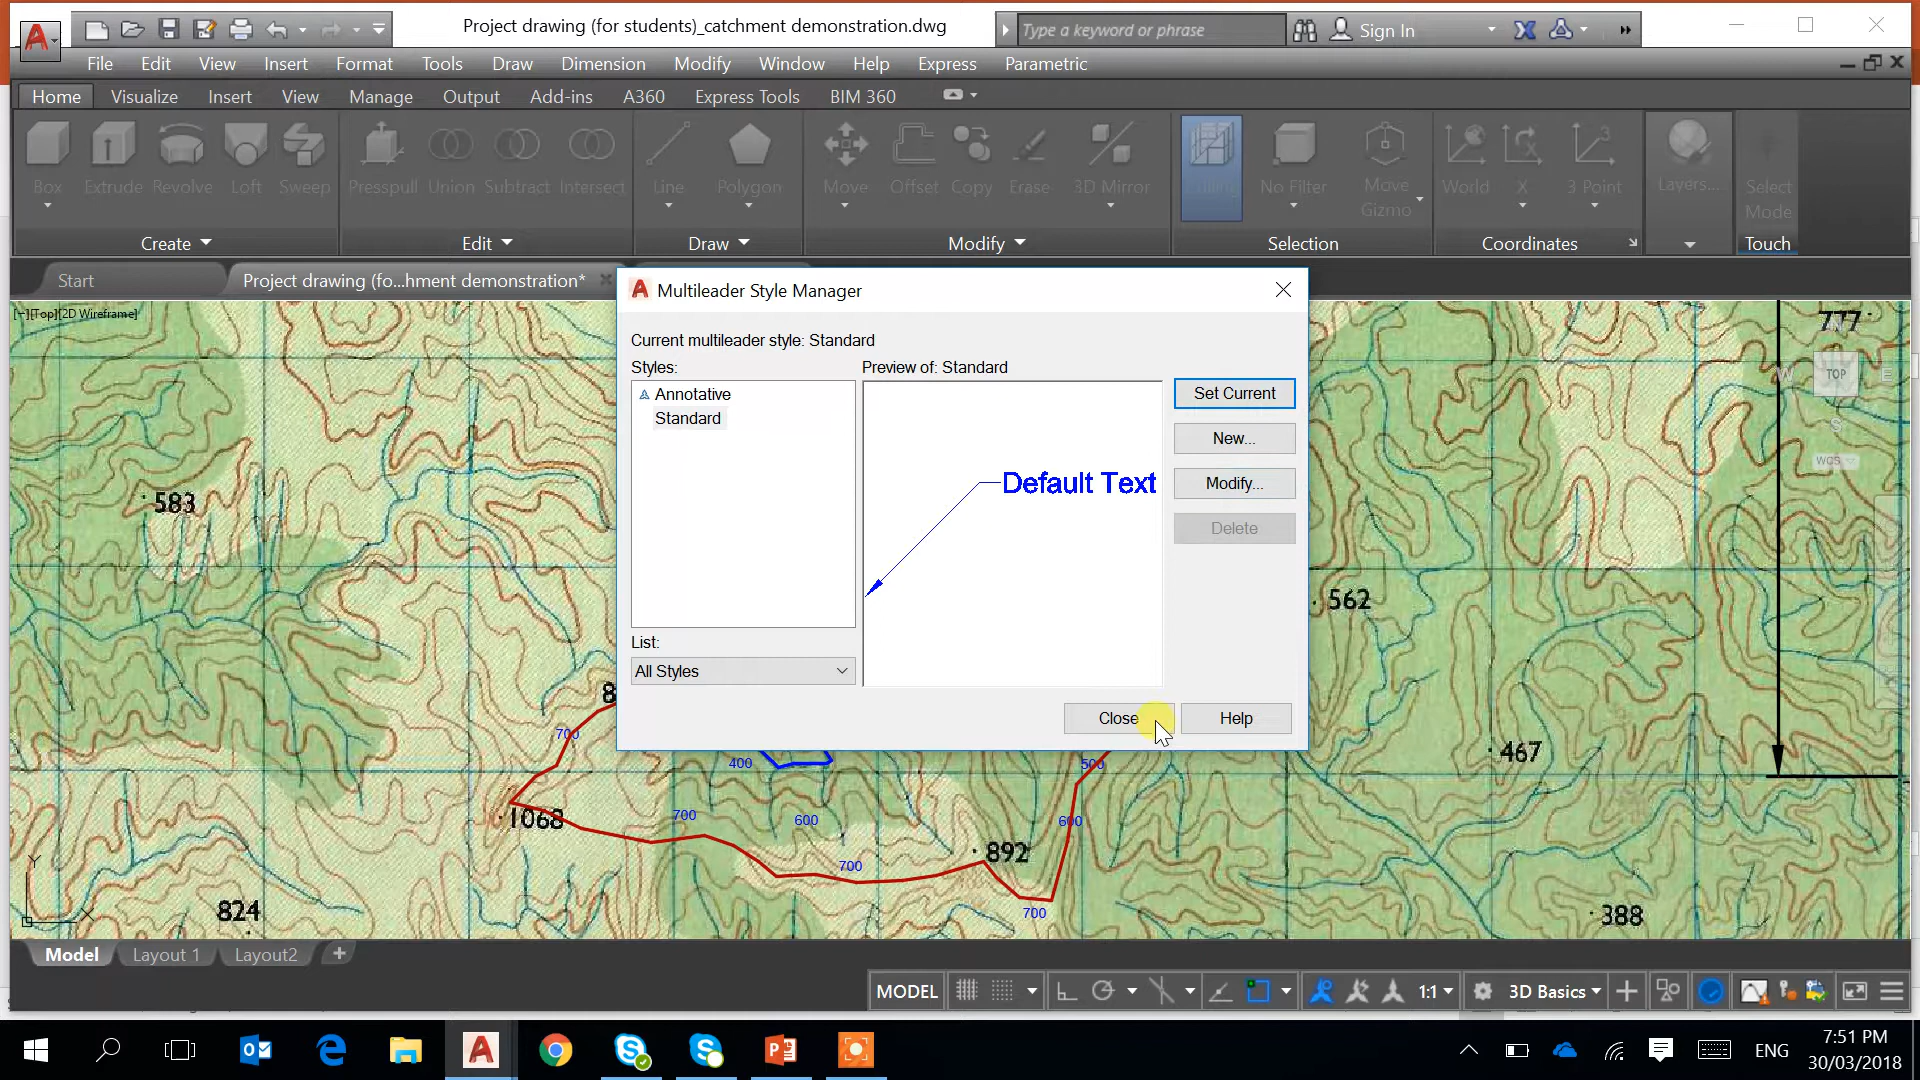 Project drawing (for students)_catchment demonstration.dwg
Type a keyword or phrase
Sign In
File Edit View Insert Format Tools Draw Dimension Modify Window Help Express Parametric
Home Visualize Insert View Manage Output Add-ins A360 Express Tools BIM 360
Box Extrude Revolve Loft Sweep Presspull Union Subtract Intersect Line Polygon Move Offset Copy Erase 3D Mirror No Filter Move Gizmo World X 3 Point Layers... Select Mode
Create Edit Draw Modify Selection Coordinates Touch
Start Project drawing (fo...hment demonstration*
[−][Top][2D Wireframe]
Multileader Style Manager
Current multileader style: Standard
Styles:
Annotative
Standard
Preview of: Standard
Default Text
Set Current
New...
Modify...
Delete
List:
All Styles
Close
Help
777
W TOP E
S
WCS
583
562
467
8
700
400
500
1068
700
600
600
892
700
824
700
388
Y
X
Model Layout 1 Layout2 +
MODEL 1:1 3D Basics
ENG
7:51 PM
30/03/2018